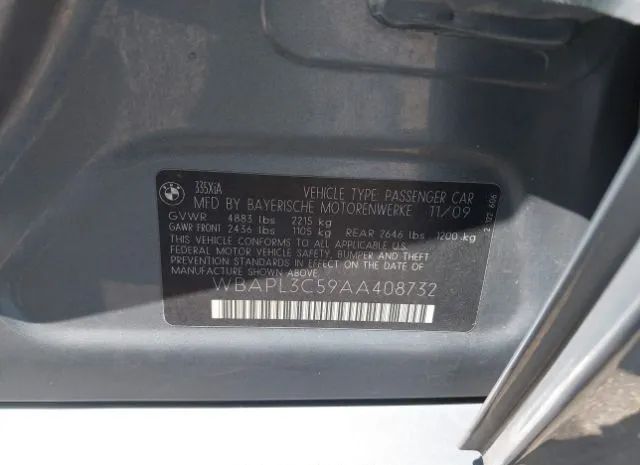 BMW
335XiA VEHICLE TYPE PASSENGER CAR
MFD BY BAYERISCHE MOTORENWERKE 11/09
GVWR 4883 lbs 2215 kg
GAWR FRONT 2436 lbs 1105 kg REAR 2646 lbs 1200 kg
THIS VEHICLE CONFORMS TO ALL APPLICABLE U.S.
FEDERAL MOTOR VEHICLE SAFETY, BUMPER AND THEFT
PREVENTION STANDARDS IN EFFECT ON THE DATE OF
MANUFACTURE SHOWN ABOVE.
WBAPL3C59AA408732